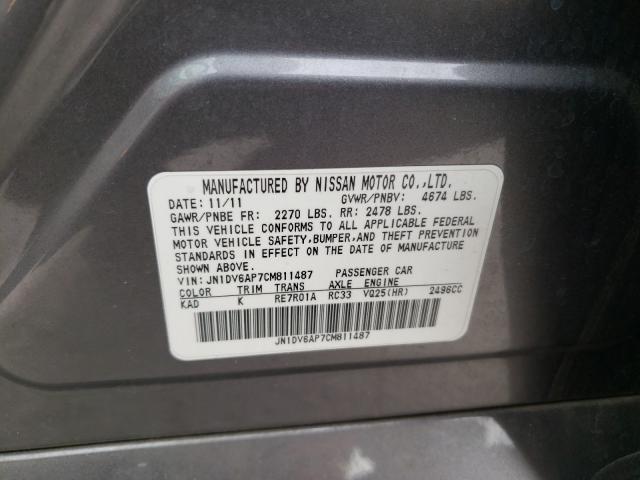 MANUFACTURED BY NISSAN MOTOR CO.,LTD.
DATE: 11/11 GVWR/PNBV: 4674 LBS.
GAWR/PNBE FR: 2270 LBS. RR: 2478 LBS.
THIS VEHICLE CONFORMS TO ALL APPLICABLE FEDERAL
MOTOR VEHICLE SAFETY,BUMPER,AND THEFT PREVENTION
STANDARDS IN EFFECT ON THE DATE OF MANUFACTURE
SHOWN ABOVE.
VIN: JN1DV6AP7CM811487 PASSENGER CAR
COLOR TRIM TRANS AXLE ENGINE
KAD K RE7R01A RC33 VQ25(HR) 2496CC
JN1DV6AP7CM811487